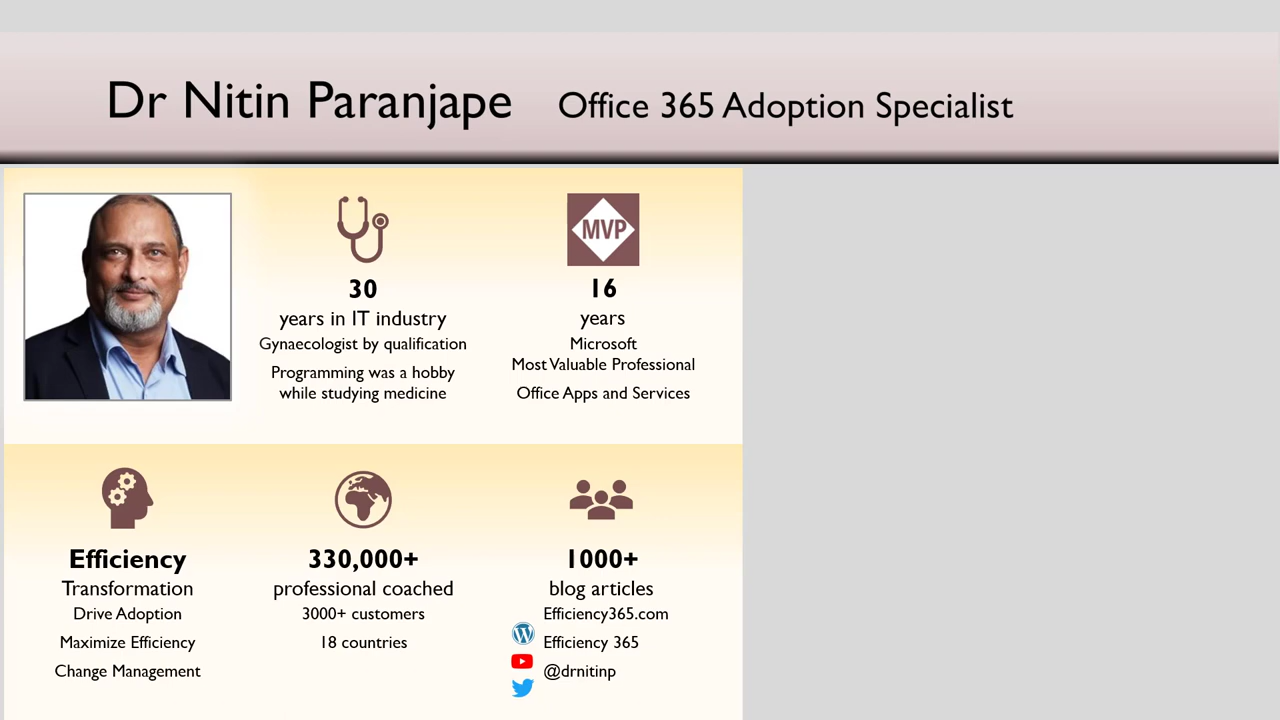 Dr Nitin Paranjape Office 365 Adoption Specialist
30
years in IT industry
Gynaecologist by qualification
Programming was a hobby
while studying medicine
MVP
16
years
Microsoft
Most Valuable Professional
Office Apps and Services
Efficiency
Transformation
Drive Adoption
Maximize Efficiency
Change Management
330,000+
professional coached
3000+ customers
18 countries
1000+
blog articles
Efficiency365.com
Efficiency 365
@drnitinp